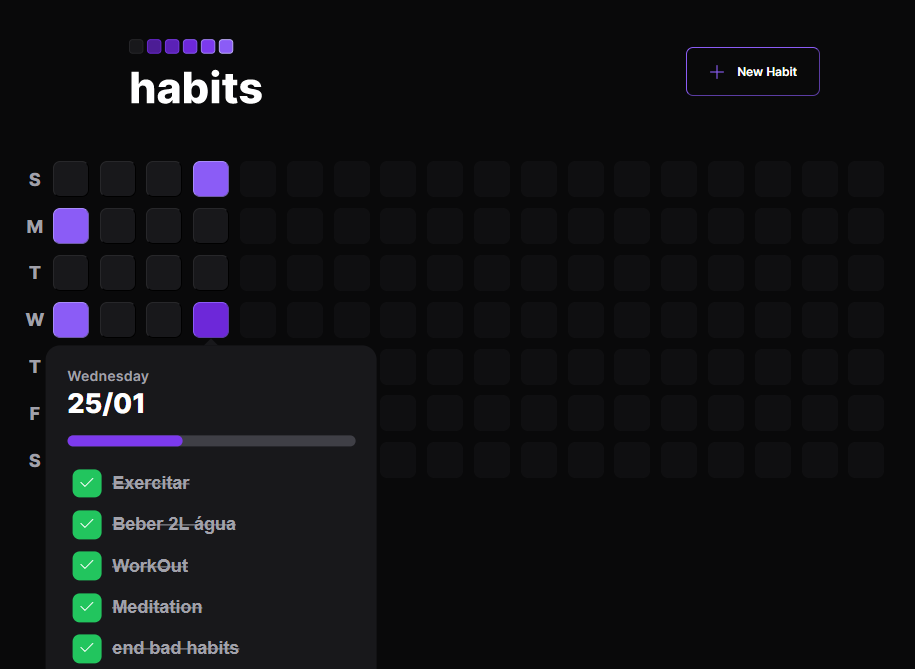 habits
New Habit
S
M
T
W
T
F
S
Wednesday
25/01
Exercitar
Beber 2L água
WorkOut
Meditation
end bad habits